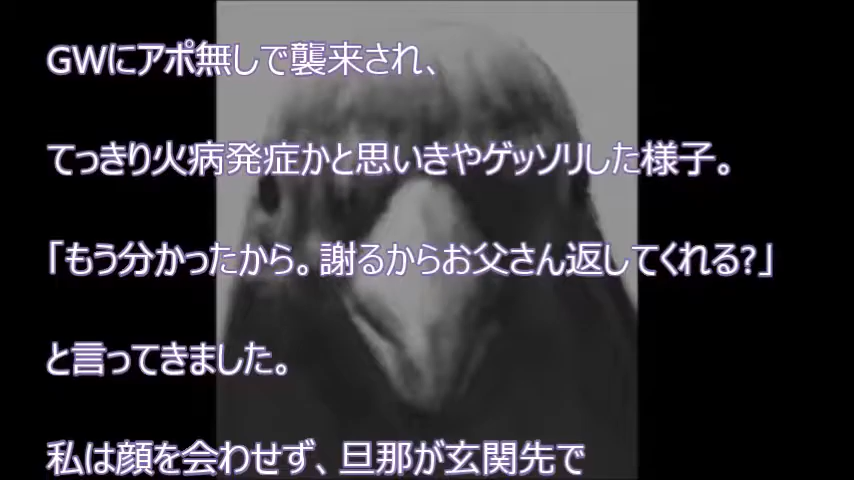 GWにアポ無しで襲来され、
てっきり火病発症かと思いきやゲッソリした様子。
「もう分かったから。謝るからお父さん返してくれる?」
と言ってきました。
私は顔を会わせず、旦那が玄関先で